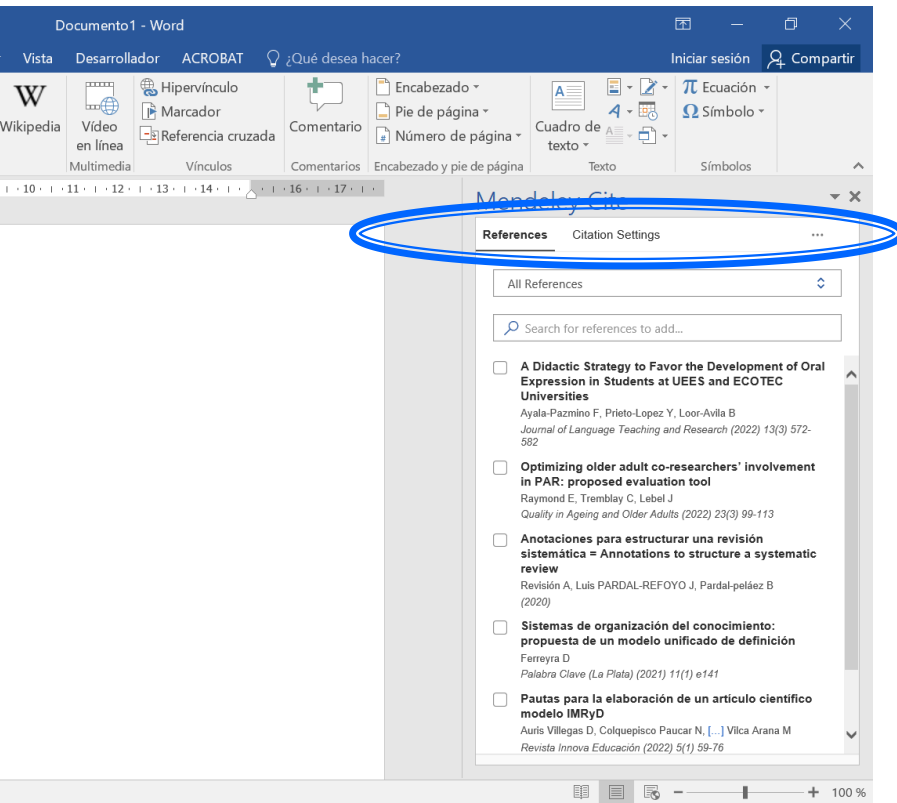 Documento1 - Word
Vista Desarrollador ACROBAT ¿Qué desea hacer? Iniciar sesión Compartir
W Hipervínculo Encabezado A π Ecuación
Marcador Pie de página A Ω Símbolo
Wikipedia Vídeo en línea Referencia cruzada Comentario # Número de página Cuadro de texto A
Multimedia Vínculos Comentarios Encabezado y pie de página Texto Símbolos
10 11 12 13 14 16 17
Mendeley Cite
References Citation Settings ...
All References
Search for references to add...
A Didactic Strategy to Favor the Development of Oral
Expression in Students at UEES and ECOTEC
Universities
Ayala-Pazmino F, Prieto-Lopez Y, Loor-Avila B
Journal of Language Teaching and Research (2022) 13(3) 572-
582
Optimizing older adult co-researchers' involvement
in PAR: proposed evaluation tool
Raymond E, Tremblay C, Lebel J
Quality in Ageing and Older Adults (2022) 23(3) 99-113
Anotaciones para estructurar una revisión
sistemática = Annotations to structure a systematic
review
Revisión A, Luis PARDAL-REFOYO J, Pardal-peláez B
(2020)
Sistemas de organización del conocimiento:
propuesta de un modelo unificado de definición
Ferreyra D
Palabra Clave (La Plata) (2021) 11(1) e141
Pautas para la elaboración de un artículo científico
modelo IMRyD
Auris Villegas D, Colquepisco Paucar N, [...] Vilca Arana M
Revista Innova Educación (2022) 5(1) 59-76
100 %